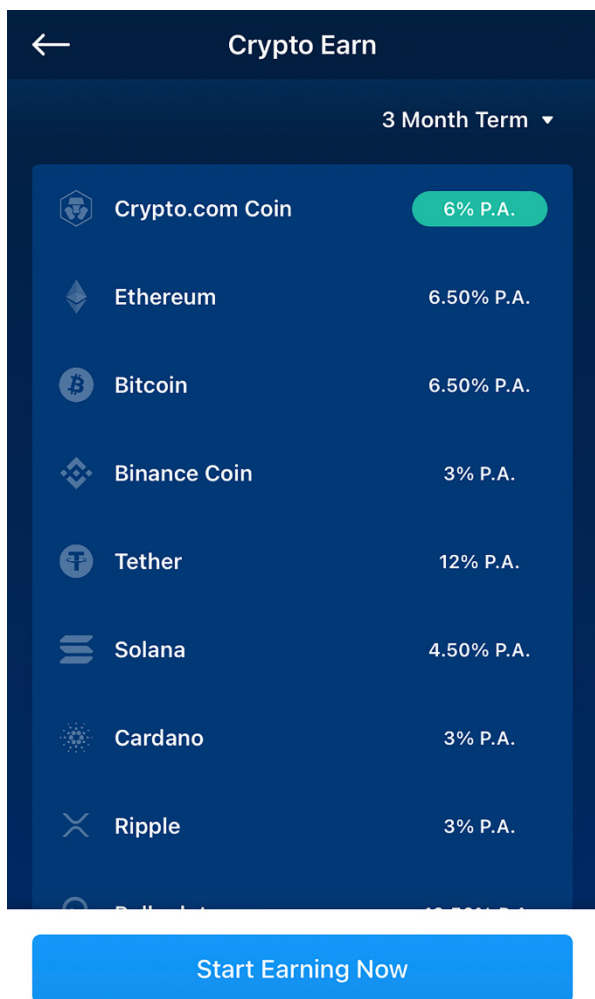 Crypto Earn
3 Month Term
Crypto.com Coin 6% P.A.
Ethereum 6.50% P.A.
Bitcoin 6.50% P.A.
Binance Coin 3% P.A.
Tether 12% P.A.
Solana 4.50% P.A.
Cardano 3% P.A.
Ripple 3% P.A.
Start Earning Now